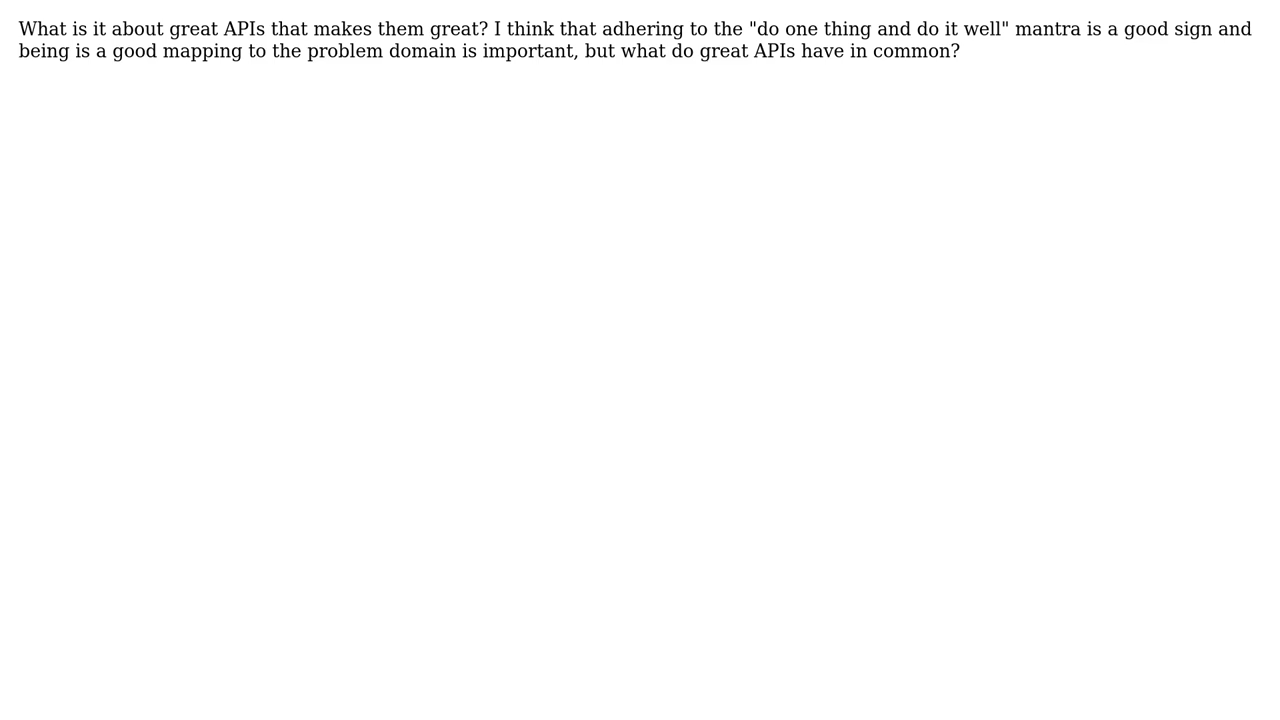 What is it about great APIs that makes them great? I think that adhering to the "do one thing and do it well" mantra is a good sign and
being is a good mapping to the problem domain is important, but what do great APIs have in common?